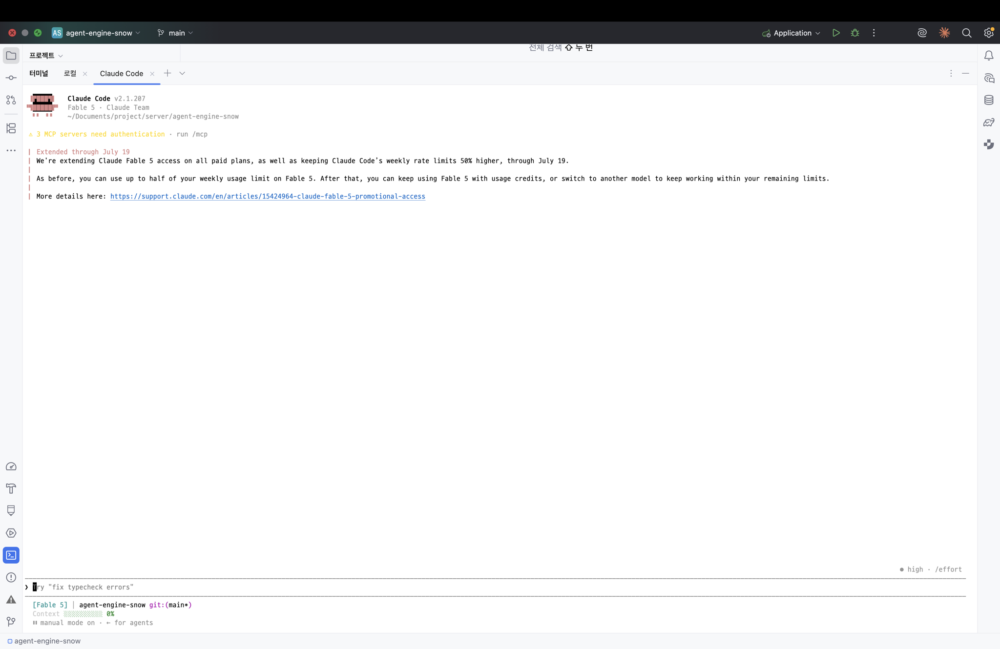 AS agent-engine-snow
main
Application
전체 검색 ⇧ 두 번
프로젝트
터미널 로컬 Claude Code
Claude Code v2.1.207
Fable 5 · Claude Team
~/Documents/project/server/agent-engine-snow
⚠ 3 MCP servers need authentication · run /mcp
Extended through July 19
We're extending Claude Fable 5 access on all paid plans, as well as keeping Claude Code’s weekly rate limits 50% higher, through July 19.
As before, you can use up to half of your weekly usage limit on Fable 5. After that, you can keep using Fable 5 with usage credits, or switch to another model to keep working within your remaining limits.
More details here: https://support.claude.com/en/articles/15424964-claude-fable-5-promotional-access
● high · /effort
❯ Try "fix typecheck errors"
[Fable 5] │ agent-engine-snow git:(main*)
Context ░░░░░░░░░░ 0%
⏸ manual mode on · ← for agents
agent-engine-snow